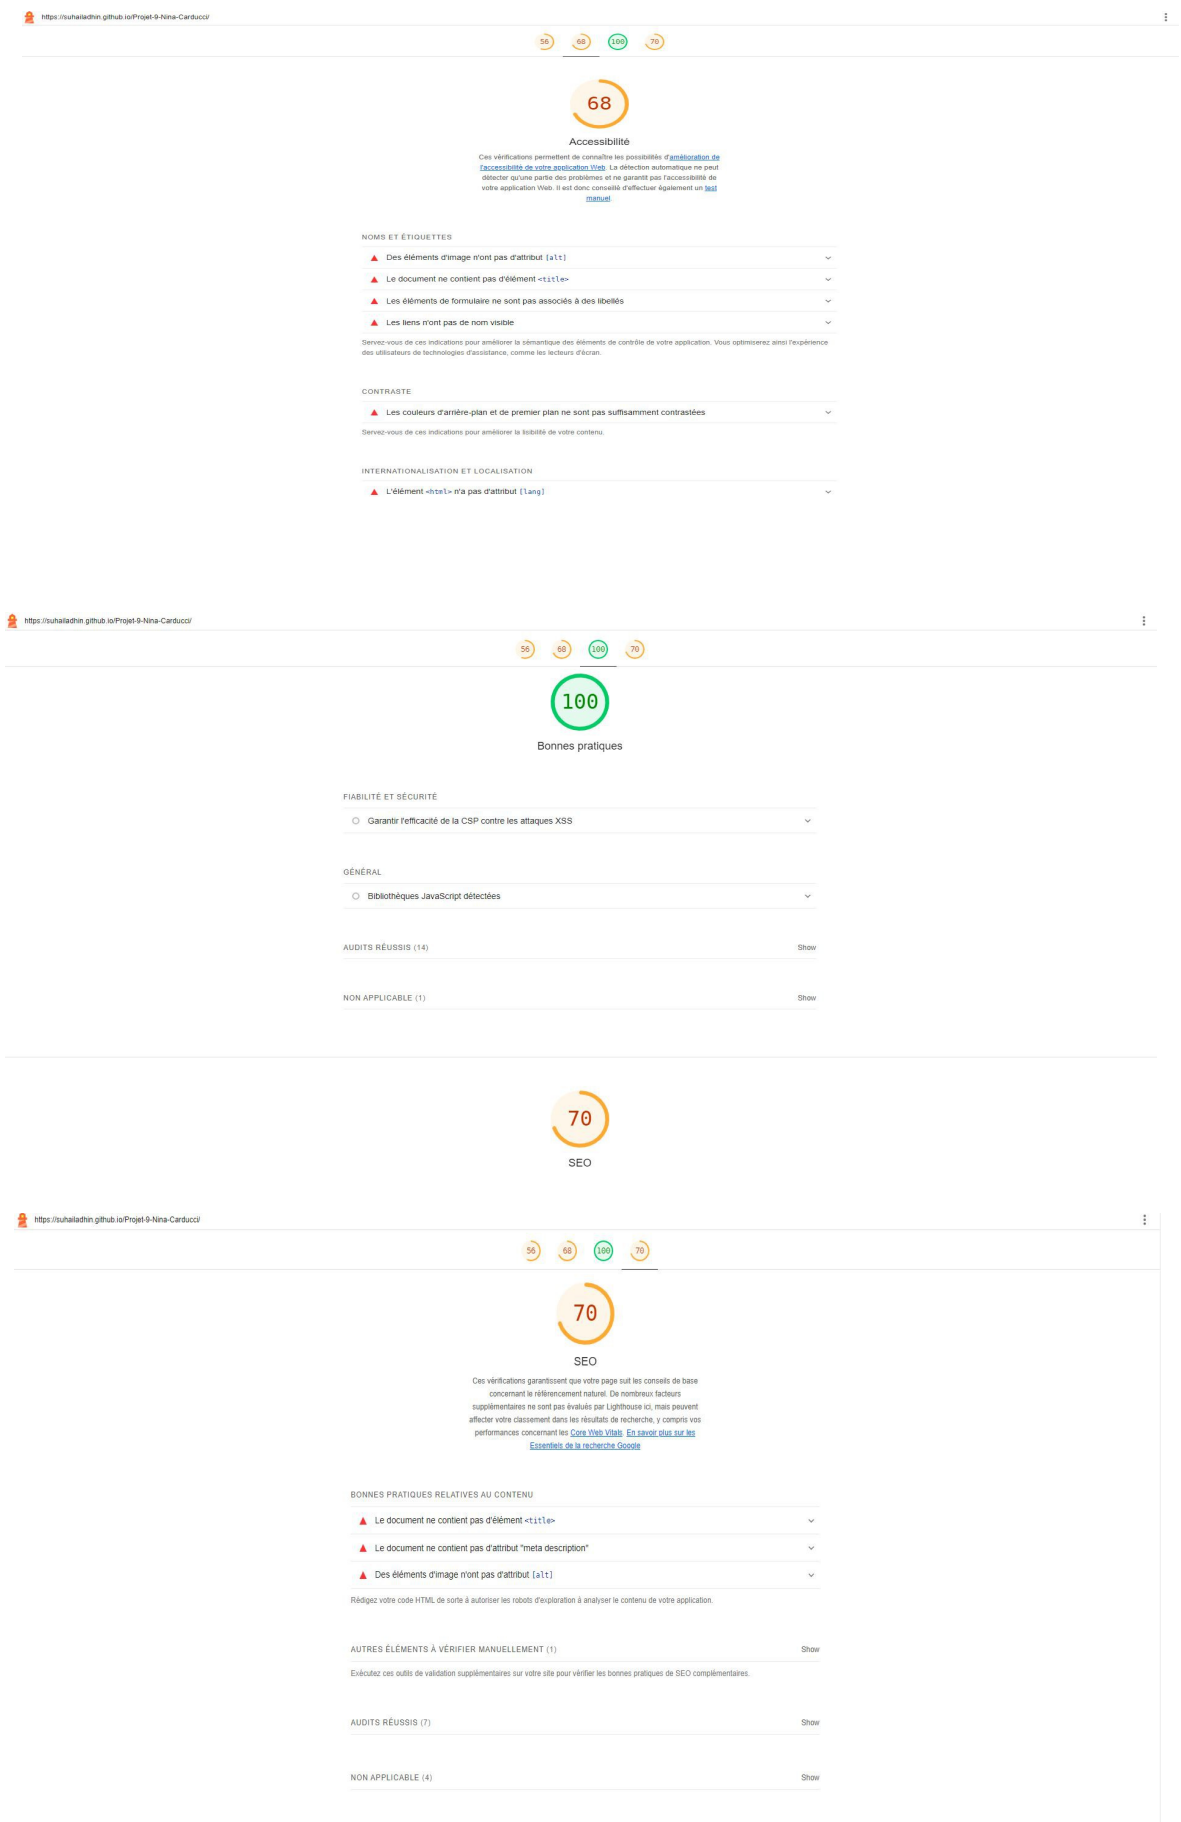 https://suhailadhin.github.io/Projet-9-Nina-Carducci/
56 68 100 70
68
Accessibilité
Ces vérifications permettent de connaître les possibilités d'amélioration de
l'accessibilité de votre application Web. La détection automatique ne peut
détecter qu'une partie des problèmes et ne garantit pas l'accessibilité de
votre application Web. Il est donc conseillé d'effectuer également un test
manuel.
NOMS ET ÉTIQUETTES
Des éléments d'image n'ont pas d'attribut [alt]
Le document ne contient pas d'élément <title>
Les éléments de formulaire ne sont pas associés à des libellés
Les liens n'ont pas de nom visible
Servez-vous de ces indications pour améliorer la sémantique des éléments de contrôle de votre application. Vous optimiserez ainsi l'expérience
des utilisateurs de technologies d'assistance, comme les lecteurs d'écran.
CONTRASTE
Les couleurs d'arrière-plan et de premier plan ne sont pas suffisamment contrastées
Servez-vous de ces indications pour améliorer la lisibilité de votre contenu.
INTERNATIONALISATION ET LOCALISATION
L'élément <html> n'a pas d'attribut [lang]
https://suhailadhin.github.io/Projet-9-Nina-Carducci/
56 68 100 70
100
Bonnes pratiques
FIABILITÉ ET SÉCURITÉ
Garantir l'efficacité de la CSP contre les attaques XSS
GÉNÉRAL
Bibliothèques JavaScript détectées
AUDITS RÉUSSIS (14) Show
NON APPLICABLE (1) Show
70
SEO
https://suhailadhin.github.io/Projet-9-Nina-Carducci/
56 68 100 70
70
SEO
Ces vérifications garantissent que votre page suit les conseils de base
concernant le référencement naturel. De nombreux facteurs
supplémentaires ne sont pas évalués par Lighthouse ici, mais peuvent
affecter votre classement dans les résultats de recherche, y compris vos
performances concernant les Core Web Vitals. En savoir plus sur les
Essentiels de la recherche Google
BONNES PRATIQUES RELATIVES AU CONTENU
Le document ne contient pas d'élément <title>
Le document ne contient pas d'attribut "meta description"
Des éléments d'image n'ont pas d'attribut [alt]
Rédigez votre code HTML de sorte à autoriser les robots d'exploration à analyser le contenu de votre application.
AUTRES ÉLÉMENTS À VÉRIFIER MANUELLEMENT (1) Show
Exécutez ces outils de validation supplémentaires sur votre site pour vérifier les bonnes pratiques de SEO complémentaires.
AUDITS RÉUSSIS (7) Show
NON APPLICABLE (4) Show